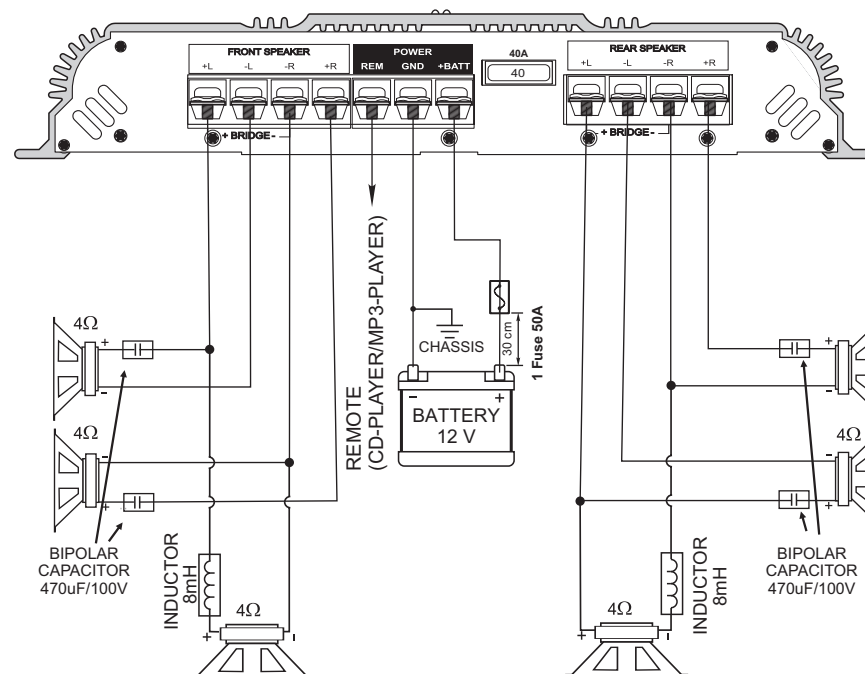 FRONT SPEAKER
+L -L -R +R
POWER
REM GND +BATT
40A
40
REAR SPEAKER
+L -L -R +R
+ BRIDGE -
+ BRIDGE -
REMOTE
(CD-PLAYER/MP3-PLAYER)
CHASSIS
30 cm
1 Fuse 50A
- +
BATTERY
12 V
4Ω
+
-
4Ω
-
+
BIPOLAR
CAPACITOR
470uF/100V
INDUCTOR
8mH
4Ω
+ -
4Ω
+
-
4Ω
-
+
BIPOLAR
CAPACITOR
470uF/100V
INDUCTOR
8mH
4Ω
+ -